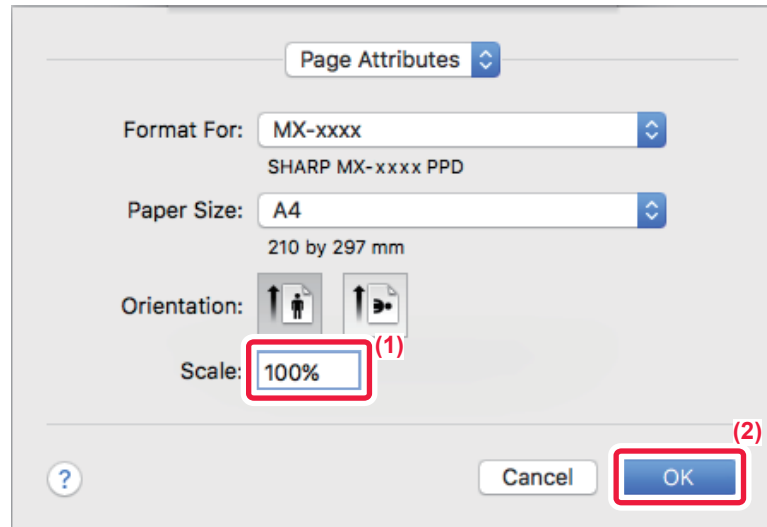 Page Attributes
Format For: MX-xxxx
SHARP MX-xxxx PPD
Paper Size: A4
210 by 297 mm
Orientation:
(1)
Scale: 100%
(2)
? Cancel OK